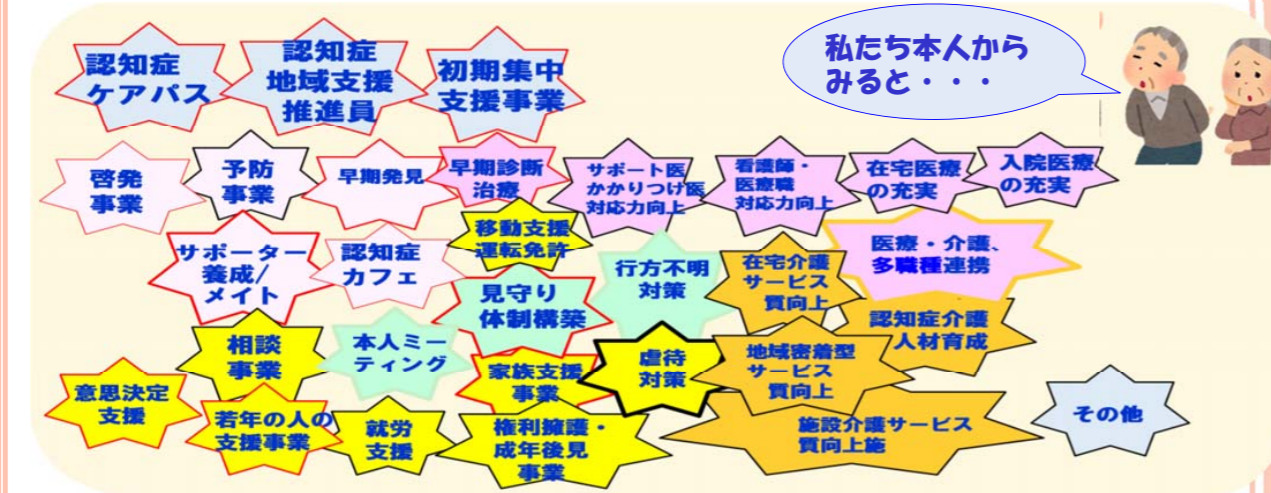 私たち本人から
みると・・・
認知症
ケアパス
認知症
地域支援
推進員
初期集中
支援事業
啓発
事業
予防
事業
早期発見
早期診断
治療
サポート医
かかりつけ医
対応力向上
看護師・
医療職
対応力向上
在宅医療
の充実
入院医療
の充実
サポーター
養成/
メイト
認知症
カフェ
移動支援
運転免許
見守り
体制構築
行方不明
対策
在宅介護
サービス
質向上
医療・介護、
多職種連携
認知症介護
人材育成
相談
事業
本人ミー
ティング
家族支援
事業
虐待
対策
地域密着型
サービス
質向上
意思決定
支援
若年の人の
支援事業
就労
支援
権利擁護・
成年後見
事業
施設介護サービス
質向上施
その他